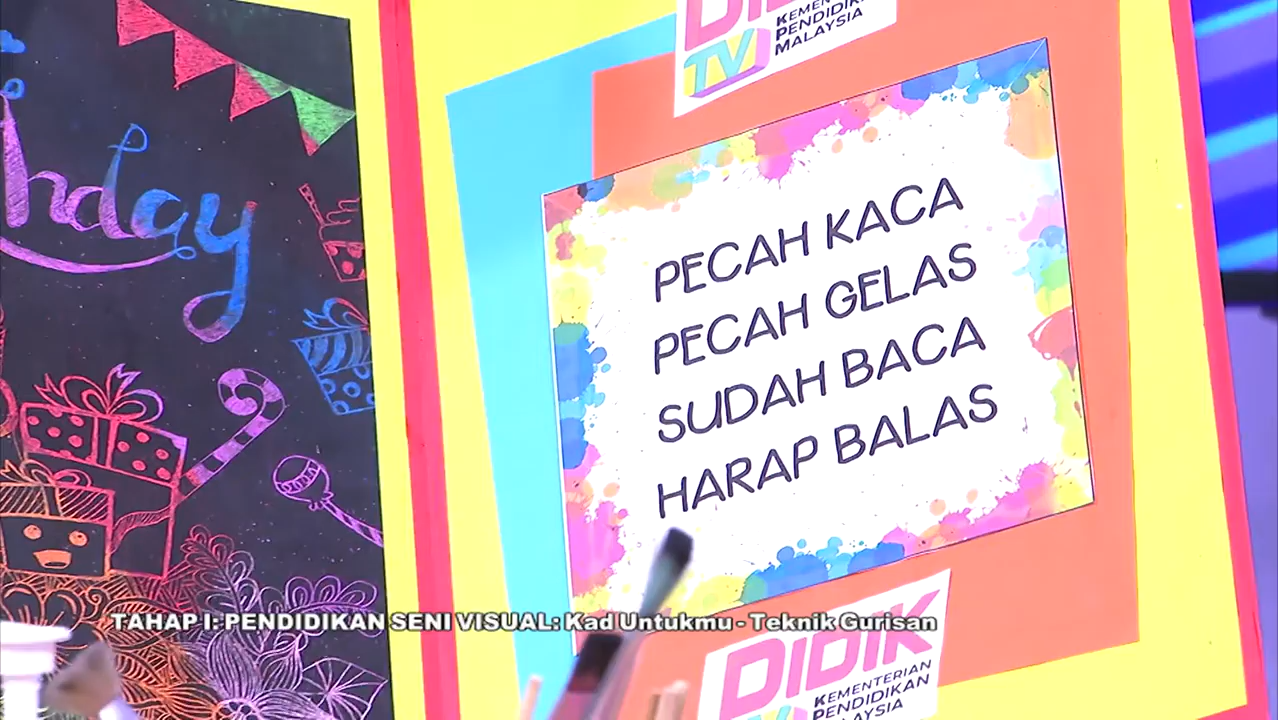 DIDIK
TV
KEMENTERIAN
PENDIDIKAN
MALAYSIA
hday
PECAH KACA
PECAH GELAS
SUDAH BACA
HARAP BALAS
TAHAP I: PENDIDIKAN SENI VISUAL: Kad Untukmu - Teknik Gurisan
DIDIK
TV
KEMENTERIAN
PENDIDIKAN
MALAYSIA